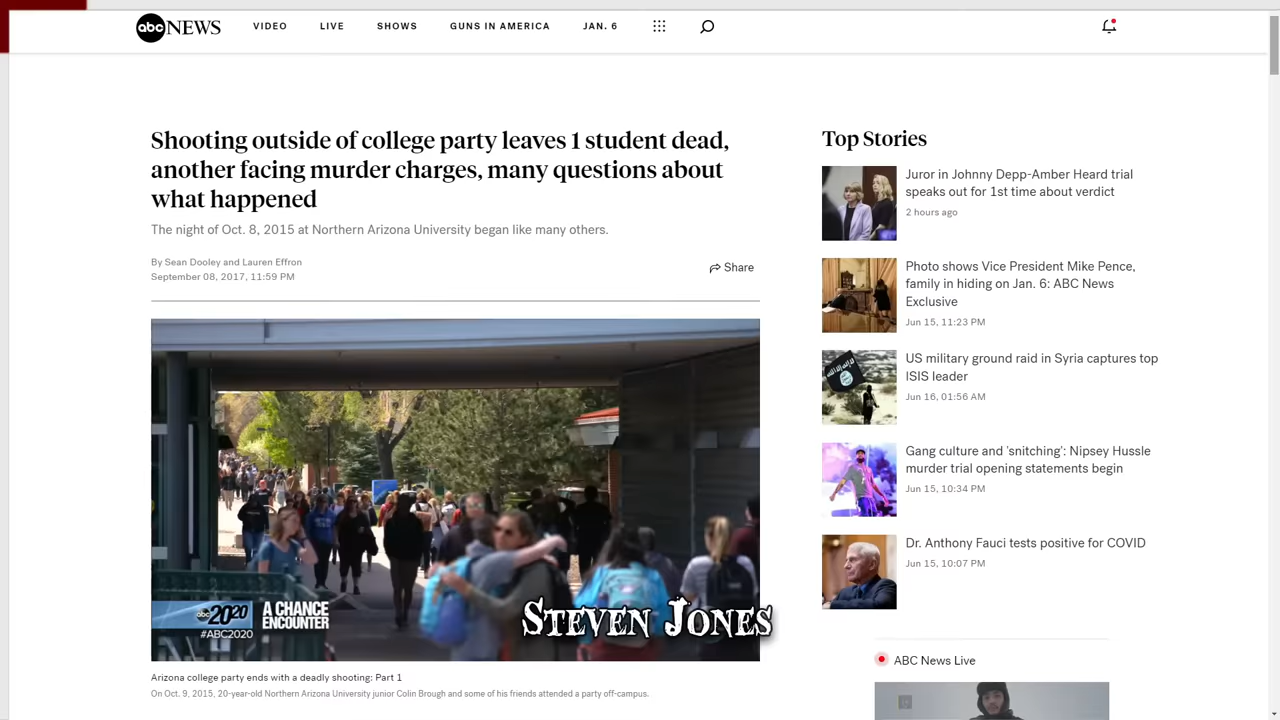 abc NEWS
VIDEO
LIVE
SHOWS
GUNS IN AMERICA
JAN. 6
Shooting outside of college party leaves 1 student dead,
another facing murder charges, many questions about
what happened
The night of Oct. 8, 2015 at Northern Arizona University began like many others.
By Sean Dooley and Lauren Effron
September 08, 2017, 11:59 PM
Share
abc 2020
A CHANCE
ENCOUNTER
#ABC2020
STEVEN JONES
Arizona college party ends with a deadly shooting: Part 1
On Oct. 9, 2015, 20-year-old Northern Arizona University junior Colin Brough and some of his friends attended a party off-campus.
Top Stories
Juror in Johnny Depp-Amber Heard trial
speaks out for 1st time about verdict
2 hours ago
Photo shows Vice President Mike Pence,
family in hiding on Jan. 6: ABC News
Exclusive
Jun 15, 11:23 PM
US military ground raid in Syria captures top
ISIS leader
Jun 16, 01:56 AM
Gang culture and 'snitching': Nipsey Hussle
murder trial opening statements begin
Jun 15, 10:34 PM
Dr. Anthony Fauci tests positive for COVID
Jun 15, 10:07 PM
ABC News Live